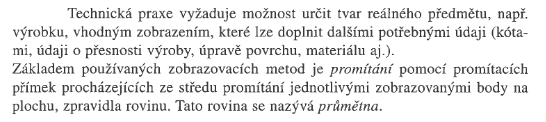 Technická praxe vyžaduje možnost určit tvar reálného předmětu, např.
výrobku, vhodným zobrazením, které lze doplnit dalšími potřebnými údaji (kóta-
mi, údaji o přesnosti výroby, úpravě povrchu, materiálu aj.).
Základem používaných zobrazovacích metod je promítání pomocí promítacích
přímek procházejících ze středu promítání jednotlivými zobrazovanými body na
plochu, zpravidla rovinu. Tato rovina se nazývá průmětna.